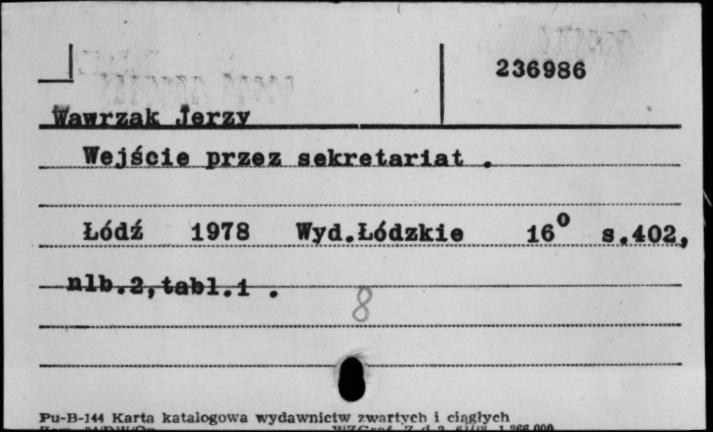 236986
Wawrzak Jerzy
Wejście przez sekretariat .
Łódź 1978 Wyd.Łódzkie 16⁰ s.402,
nlb.2,tabl.1 .
8
Pu-B-144 Karta katalogowa wydawnictw zwartych i ciągłych